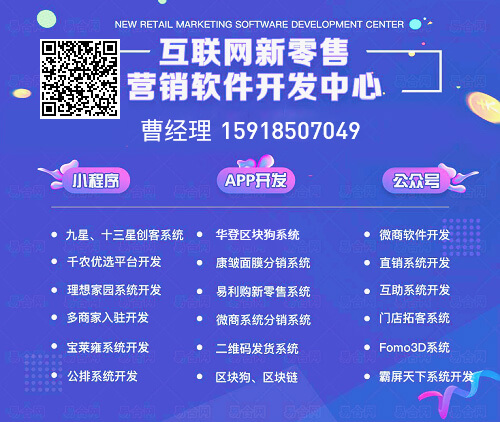 NEW RETAIL MARKETING SOFTWARE DEVELOPMENT CENTER
互联网新零售
营销软件开发中心
曹经理 15918507049
小程序
九星、十三星创客系统
千农优选平台开发
理想家园系统开发
多商家入驻开发
宝莱雍系统开发
公排系统开发
APP开发
华登区块狗系统
康皱面膜分销系统
易利购新零售系统
微商系统分销系统
二维码发货系统
区块狗、区块链
公众号
微商软件开发
直销系统开发
互助系统开发
门店拓客系统
Fomo3D系统
霸屏天下系统开发